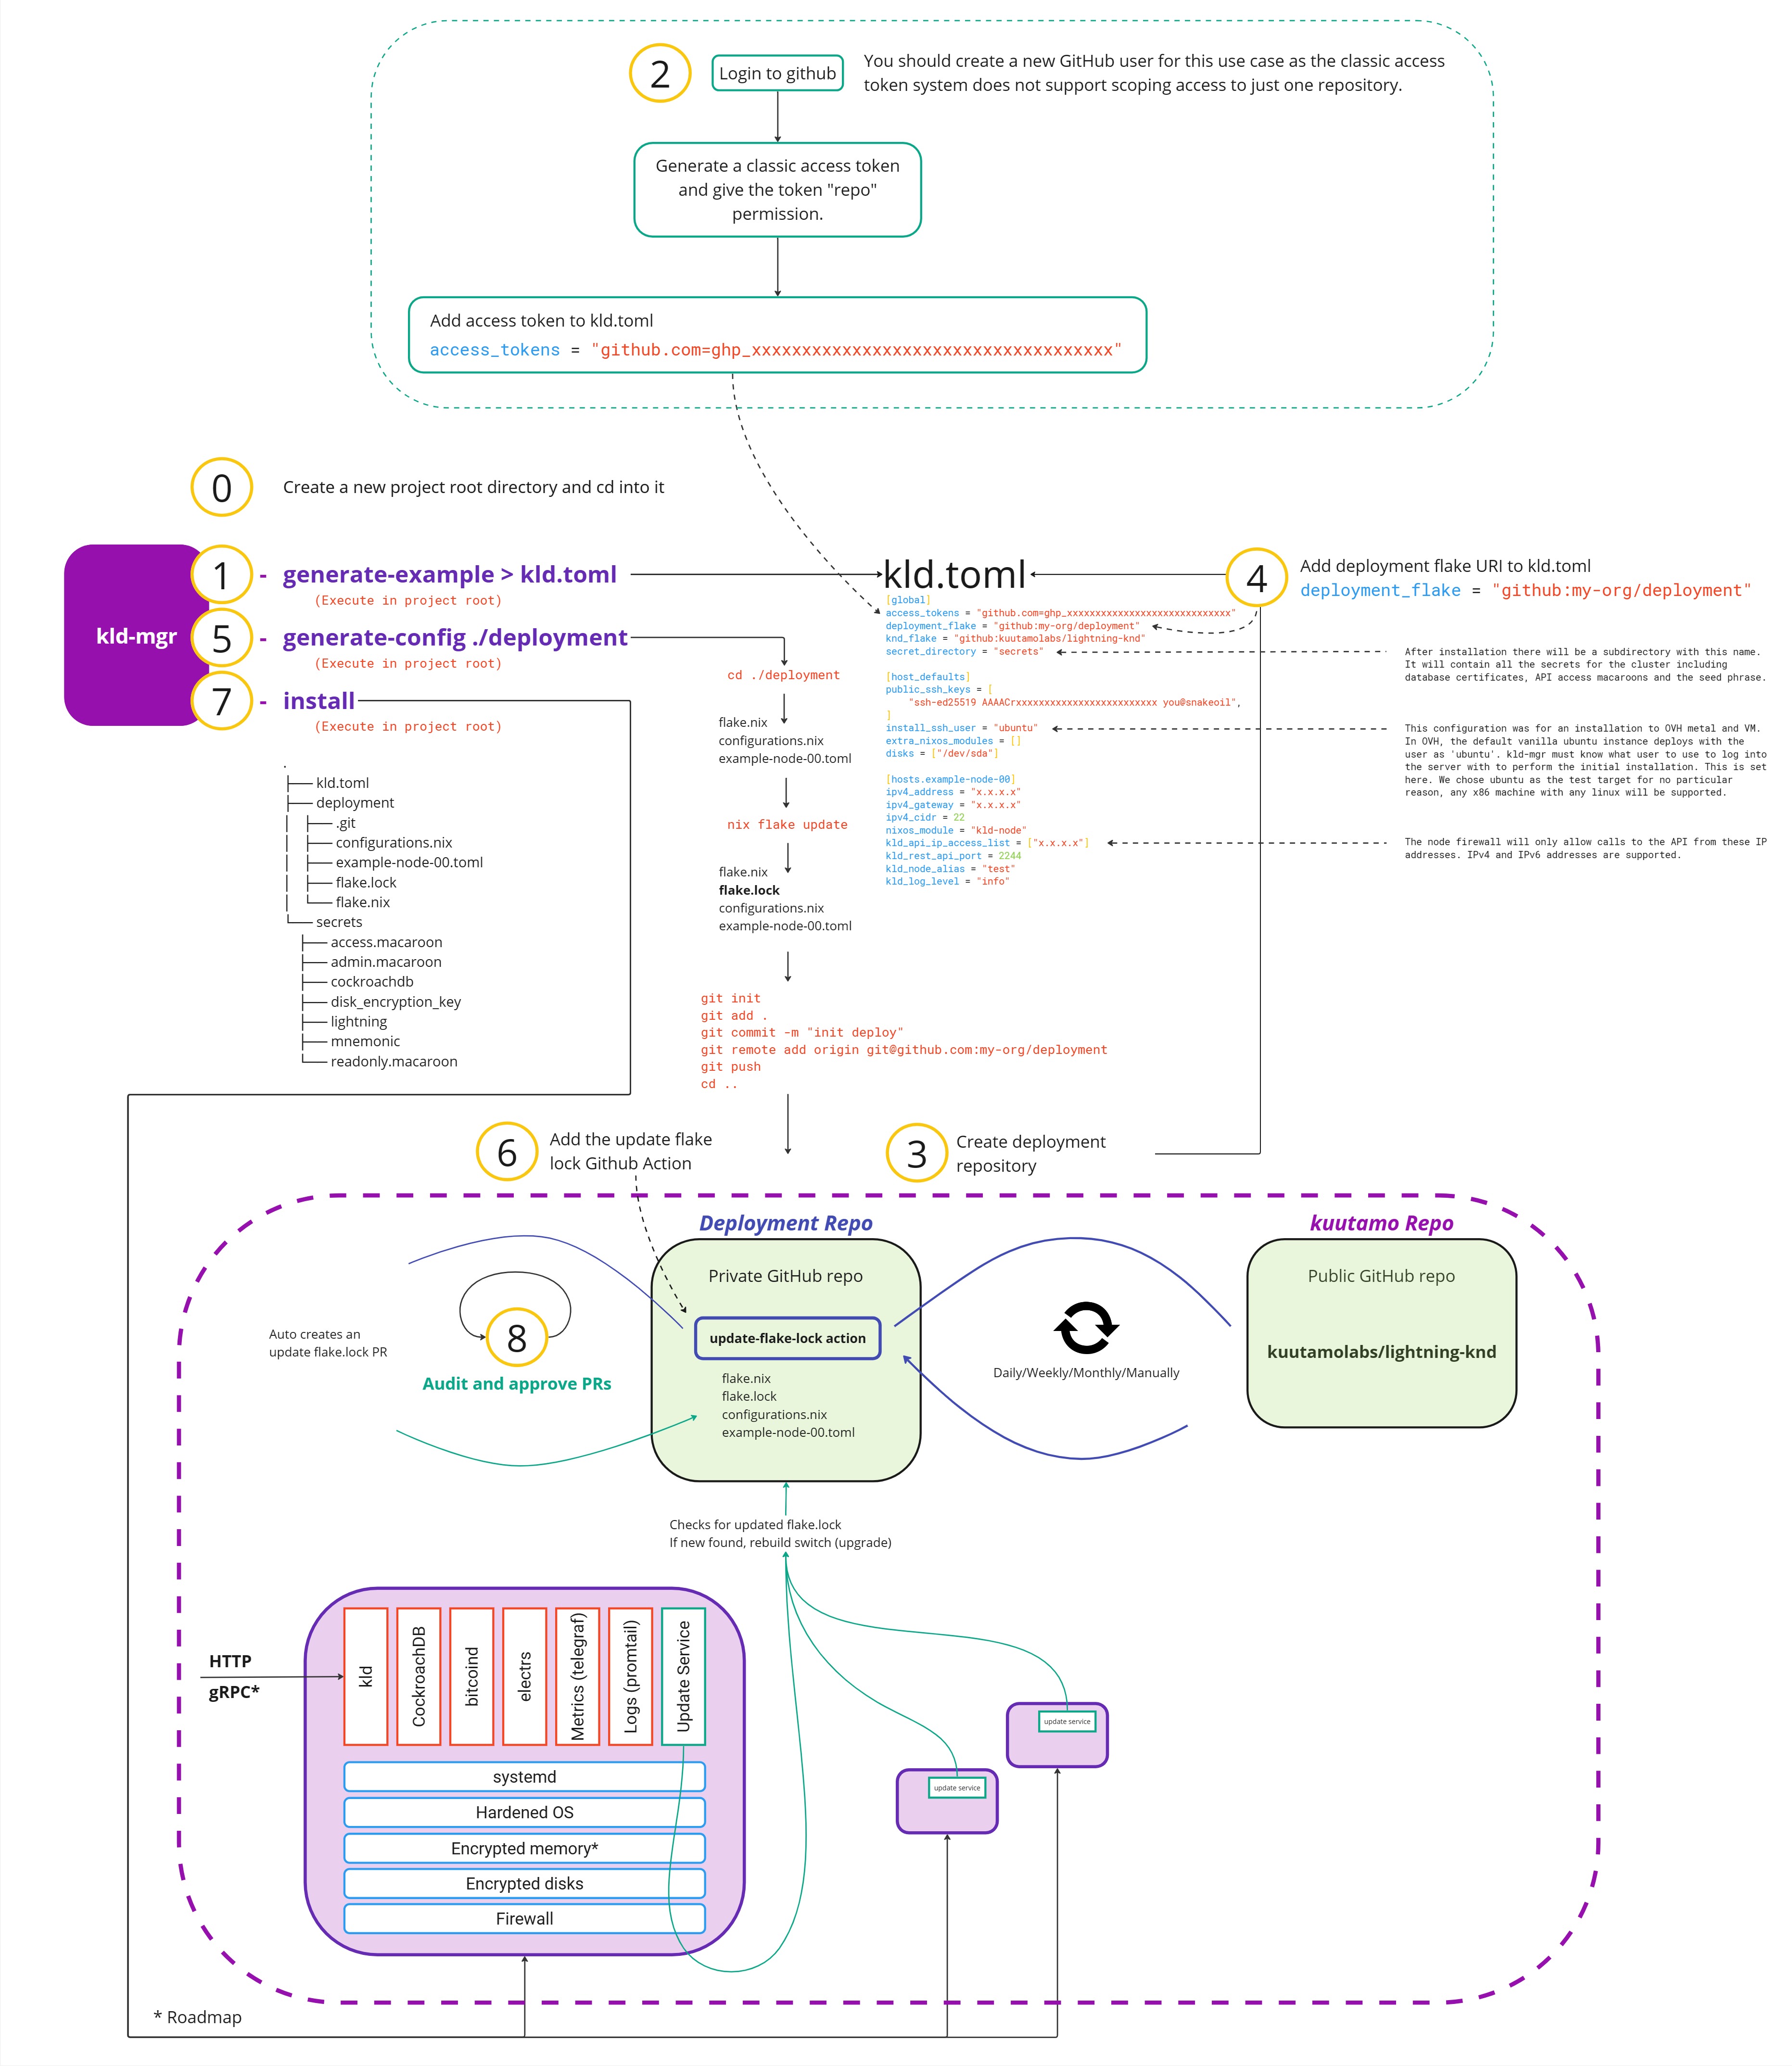 2
Login to github
You should create a new GitHub user for this use case as the classic access
token system does not support scoping access to just one repository.
Generate a classic access token
and give the token "repo"
permission.
Add access token to kld.toml
access_tokens = "github.com=ghp_xxxxxxxxxxxxxxxxxxxxxxxxxxxxxxxxxxxx"
0
Create a new project root directory and cd into it
kld-mgr
1
- generate-example > kld.toml
(Execute in project root)
5
- generate-config ./deployment
(Execute in project root)
7
- install
(Execute in project root)
.
├── kld.toml
├── deployment
│   ├── .git
│   ├── configurations.nix
│   ├── example-node-00.toml
│   ├── flake.lock
│   └── flake.nix
└── secrets
├── access.macaroon
├── admin.macaroon
├── cockroachdb
├── disk_encryption_key
├── lightning
├── mnemonic
└── readonly.macaroon
cd ./deployment
flake.nix
configurations.nix
example-node-00.toml
nix flake update
flake.nix
flake.lock
configurations.nix
example-node-00.toml
git init
git add .
git commit -m "init deploy"
git remote add origin git@github.com:my-org/deployment
git push
cd ..
kld.toml
[global]
access_tokens = "github.com=ghp_xxxxxxxxxxxxxxxxxxxxxxxxxxxxx"
deployment_flake = "github:my-org/deployment"
knd_flake = "github:kuutamolabs/lightning-knd"
secret_directory = "secrets"
[host_defaults]
public_ssh_keys = [
"ssh-ed25519 AAAACrxxxxxxxxxxxxxxxxxxxxxxxxx you@snakeoil",
]
install_ssh_user = "ubuntu"
extra_nixos_modules = []
disks = ["/dev/sda"]
[hosts.example-node-00]
ipv4_address = "x.x.x.x"
ipv4_gateway = "x.x.x.x"
ipv4_cidr = 22
nixos_module = "kld-node"
kld_api_ip_access_list = ["x.x.x.x"]
kld_rest_api_port = 2244
kld_node_alias = "test"
kld_log_level = "info"
4
Add deployment flake URI to kld.toml
deployment_flake = "github:my-org/deployment"
After installation there will be a subdirectory with this name.
It will contain all the secrets for the cluster including
database certificates, API access macaroons and the seed phrase.
This configuration was for an installation to OVH metal and VM.
In OVH, the default vanilla ubuntu instance deploys with the
user as 'ubuntu'. kld-mgr must know what user to use to log into
the server with to perform the initial installation. This is set
here. We chose ubuntu as the test target for no particular
reason, any x86 machine with any linux will be supported.
The node firewall will only allow calls to the API from these IP
addresses. IPv4 and IPv6 addresses are supported.
6
Add the update flake
lock Github Action
3
Create deployment
repository
Deployment Repo
kuutamo Repo
Private GitHub repo
update-flake-lock action
flake.nix
flake.lock
configurations.nix
example-node-00.toml
Auto creates an
update flake.lock PR
8
Audit and approve PRs
Daily/Weekly/Monthly/Manually
Public GitHub repo
kuutamolabs/lightning-knd
Checks for updated flake.lock
If new found, rebuild switch (upgrade)
HTTP
gRPC*
kld
CockroachDB
bitcoind
electrs
Metrics (telegraf)
Logs (promtail)
Update Service
systemd
Hardened OS
Encrypted memory*
Encrypted disks
Firewall
update service
update service
* Roadmap